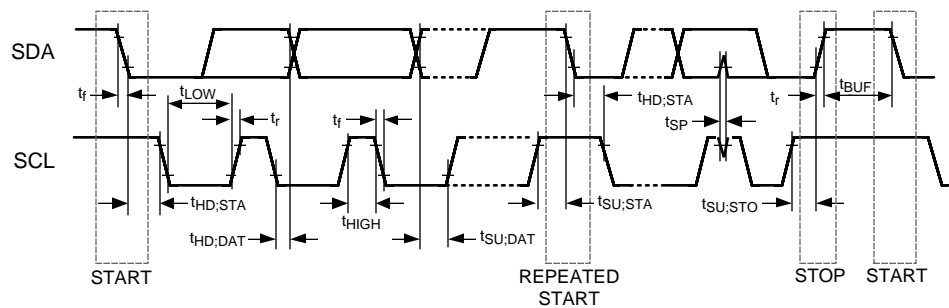 SDA
t_f
t_LOW
t_r
t_f
t_HD;STA
t_SP
t_r
t_BUF
SCL
t_HD;STA
t_HD;DAT
t_HIGH
t_SU;DAT
t_SU;STA
t_SU;STO
START
REPEATED
START
STOP
START